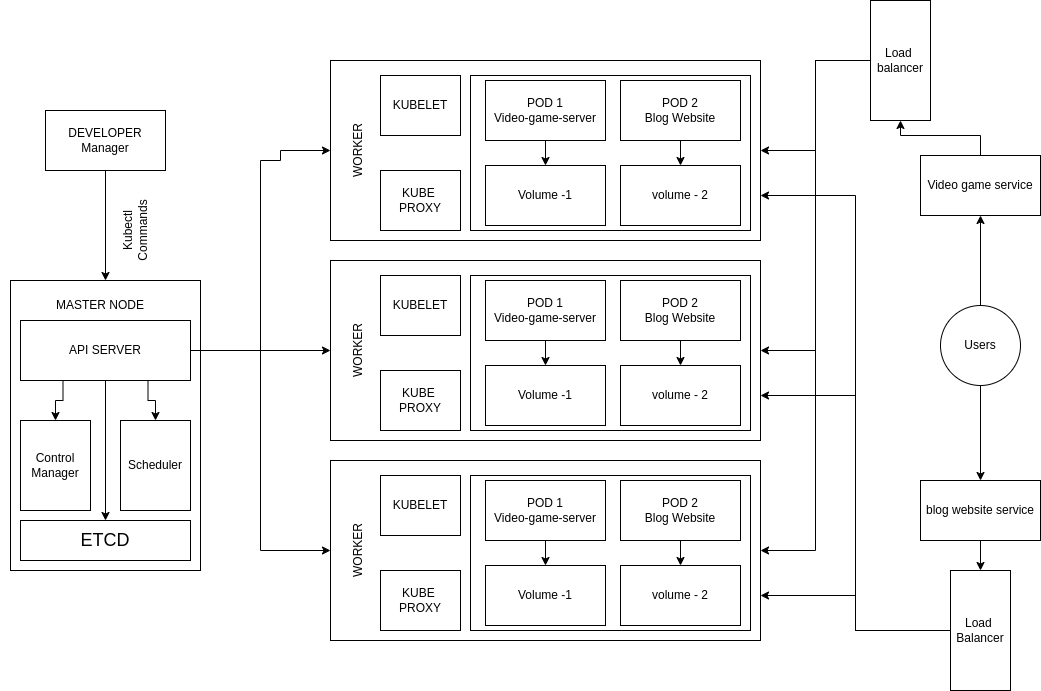 DEVELOPER
Manager
Kubectl
Commands
MASTER NODE
API SERVER
Control
Manager
Scheduler
ETCD
WORKER
KUBELET
KUBE
PROXY
POD 1
Video-game-server
POD 2
Blog Website
Volume -1
volume - 2
WORKER
KUBELET
KUBE
PROXY
POD 1
Video-game-server
POD 2
Blog Website
Volume -1
volume - 2
WORKER
KUBELET
KUBE
PROXY
POD 1
Video-game-server
POD 2
Blog Website
Volume -1
volume - 2
Load
balancer
Video game service
Users
blog website service
Load
Balancer